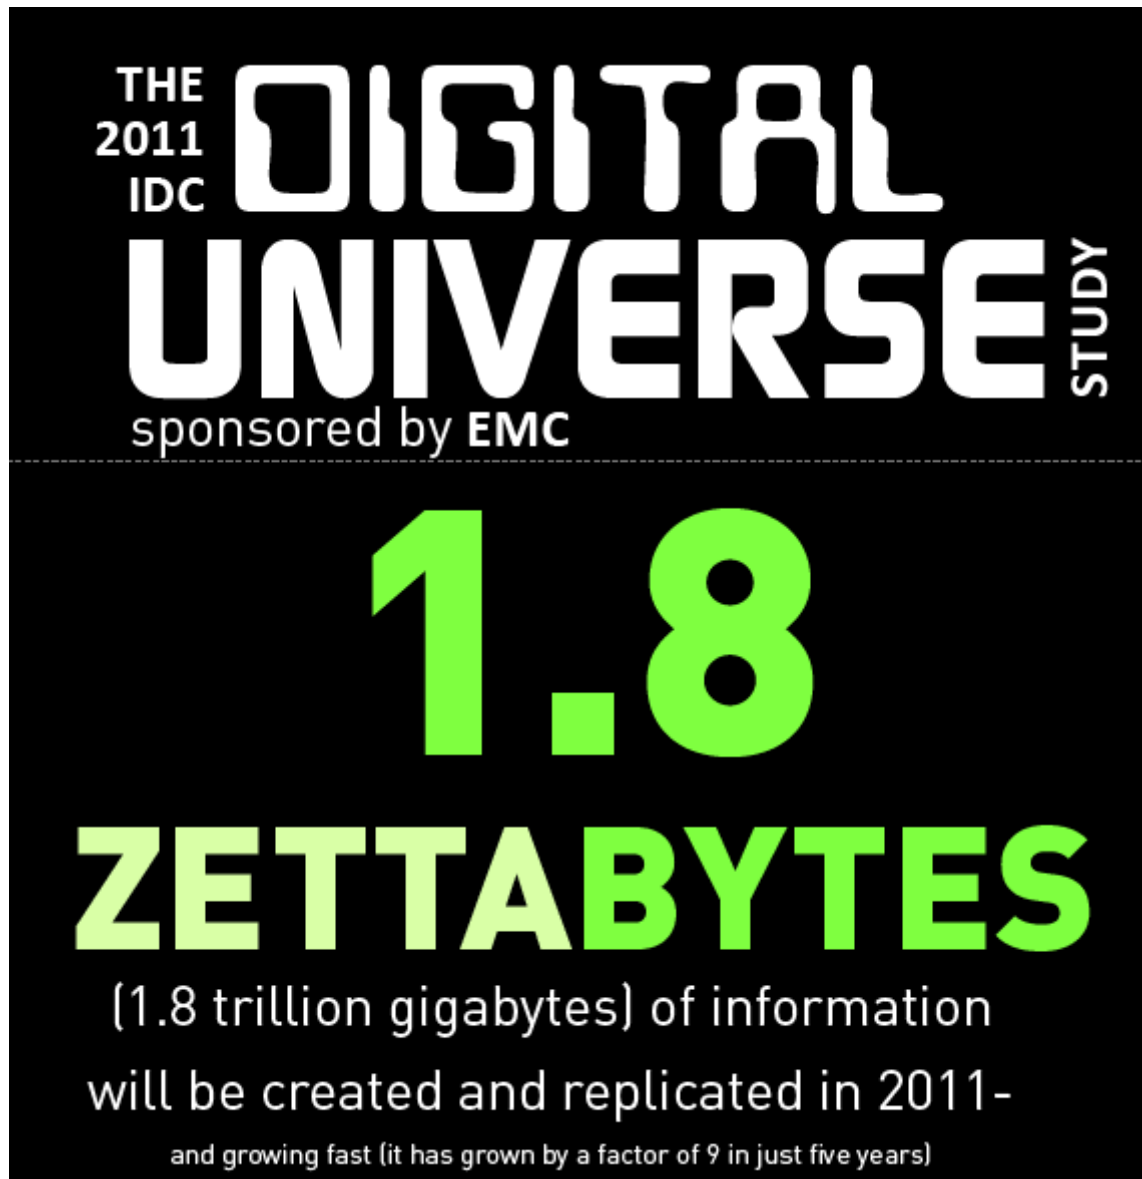 THE
2011
IDC
DIGITAL
UNIVERSE
STUDY
sponsored by EMC
1.8
ZETTABYTES
(1.8 trillion gigabytes) of information
will be created and replicated in 2011-
and growing fast (it has grown by a factor of 9 in just five years)